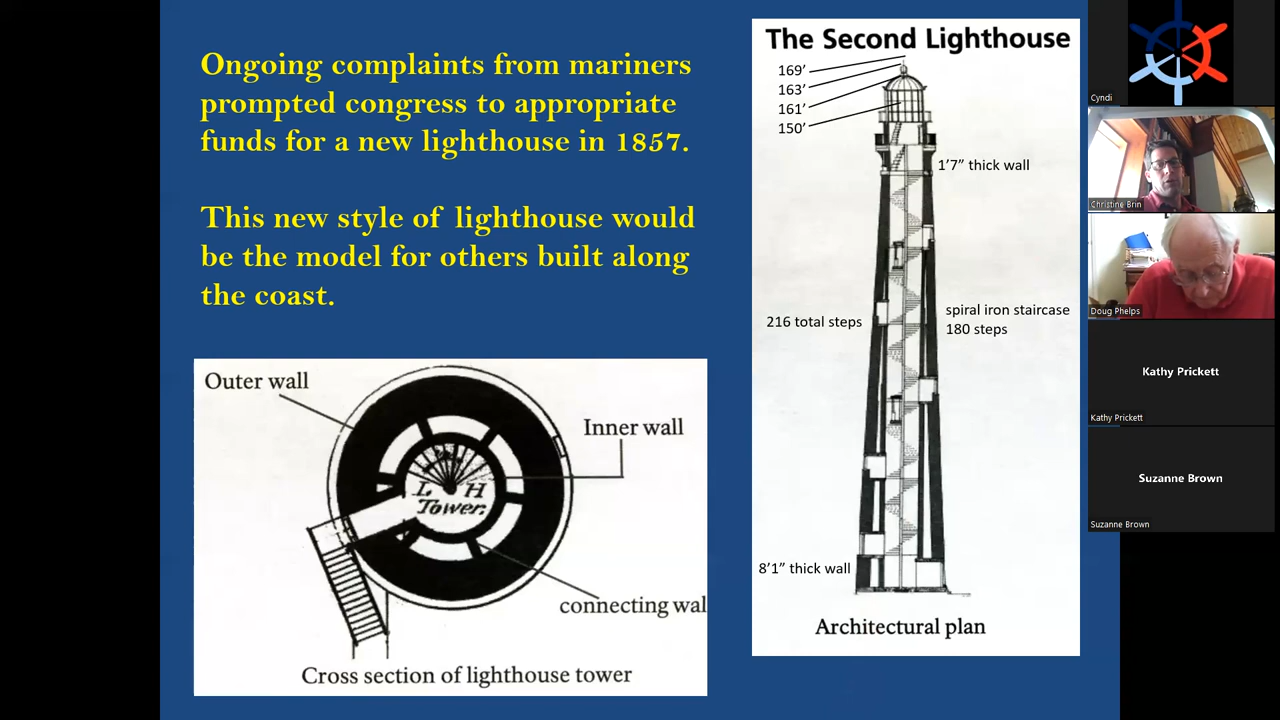 Ongoing complaints from mariners
prompted congress to appropriate
funds for a new lighthouse in 1857.
This new style of lighthouse would
be the model for others built along
the coast.
Outer wall
Inner wall
L H
Tower.
connecting wal
Cross section of lighthouse tower
The Second Lighthouse
169’
163’
161’
150’
1’7” thick wall
216 total steps
spiral iron staircase
180 steps
8’1” thick wall
Architectural plan
Cyndi
Christine Brin
Doug Phelps
Kathy Prickett
Kathy Prickett
Suzanne Brown
Suzanne Brown